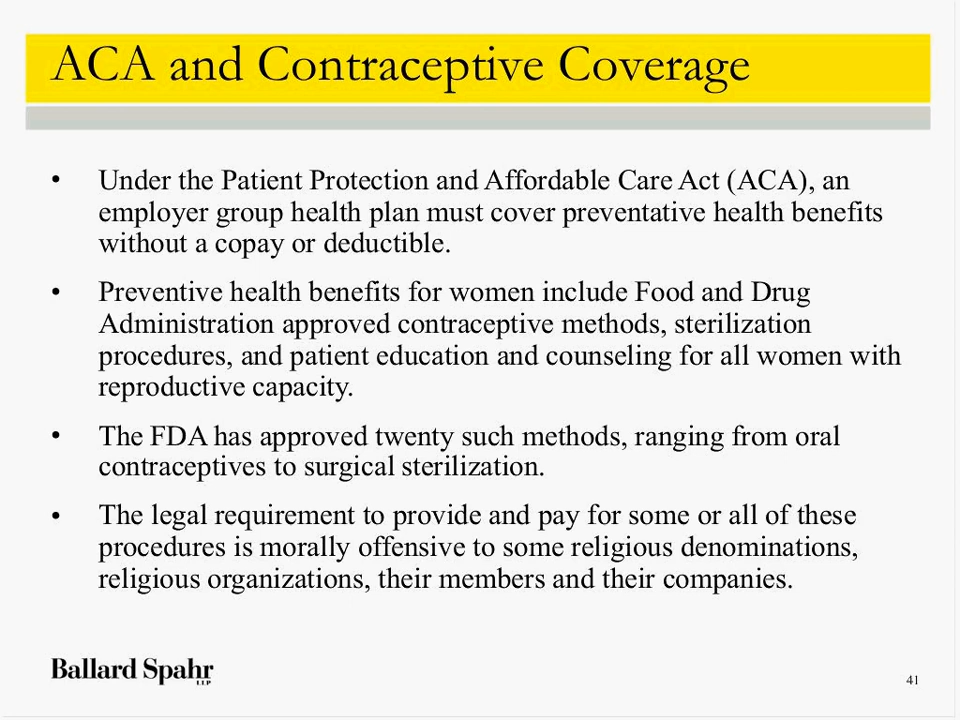 ACA and Contraceptive Coverage
• Under the Patient Protection and Affordable Care Act (ACA), an
employer group health plan must cover preventative health benefits
without a copay or deductible.
• Preventive health benefits for women include Food and Drug
Administration approved contraceptive methods, sterilization
procedures, and patient education and counseling for all women with
reproductive capacity.
• The FDA has approved twenty such methods, ranging from oral
contraceptives to surgical sterilization.
• The legal requirement to provide and pay for some or all of these
procedures is morally offensive to some religious denominations,
religious organizations, their members and their companies.
Ballard Spahr
LLP
41